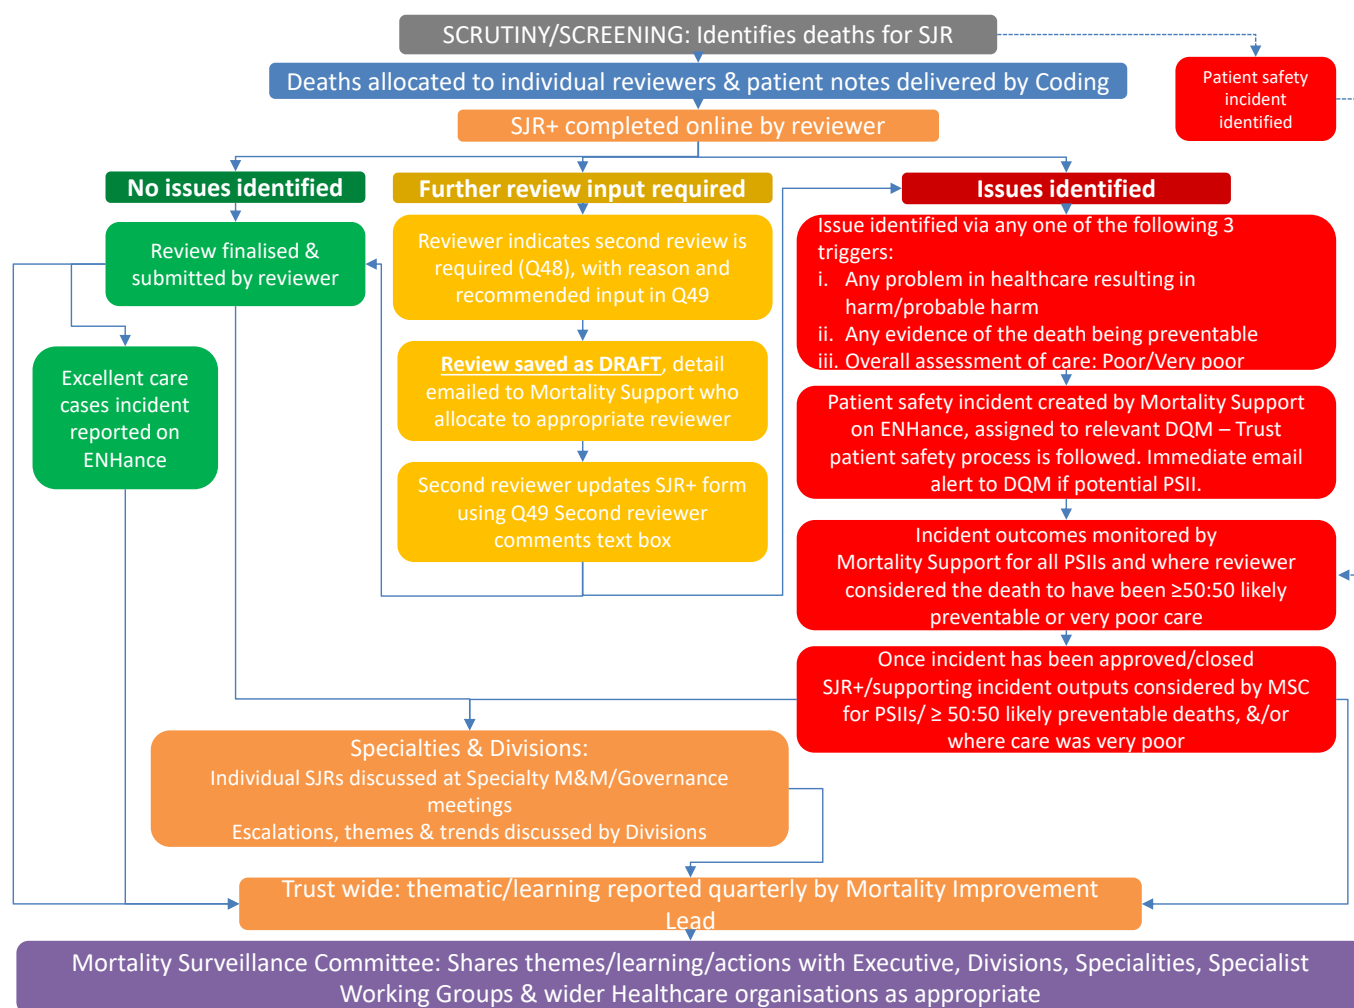 SCRUTINY/SCREENING: Identifies deaths for SJR
Deaths allocated to individual reviewers & patient notes delivered by Coding
Patient safety
incident
identified
SJR+ completed online by reviewer
No issues identified
Further review input required
Issues identified
Review finalised &
submitted by reviewer
Excellent care
cases incident
reported on
ENHance
Reviewer indicates second review is
required (Q48), with reason and
recommended input in Q49
Review saved as DRAFT, detail
emailed to Mortality Support who
allocate to appropriate reviewer
Second reviewer updates SJR+ form
using Q49 Second reviewer
comments text box
Issue identified via any one of the following 3
triggers:
i. Any problem in healthcare resulting in
harm/probable harm
ii. Any evidence of the death being preventable
iii. Overall assessment of care: Poor/Very poor
Patient safety incident created by Mortality Support
on ENHance, assigned to relevant DQM – Trust
patient safety process is followed. Immediate email
alert to DQM if potential PSII.
Incident outcomes monitored by
Mortality Support for all PSIIs and where reviewer
considered the death to have been ≥50:50 likely
preventable or very poor care
Once incident has been approved/closed
SJR+/supporting incident outputs considered by MSC
for PSIIs/ ≥ 50:50 likely preventable deaths, &/or
where care was very poor
Specialties & Divisions:
Individual SJRs discussed at Specialty M&M/Governance
meetings
Escalations, themes & trends discussed by Divisions
Trust wide: thematic/learning reported quarterly by Mortality Improvement
Lead
Mortality Surveillance Committee: Shares themes/learning/actions with Executive, Divisions, Specialities, Specialist
Working Groups & wider Healthcare organisations as appropriate